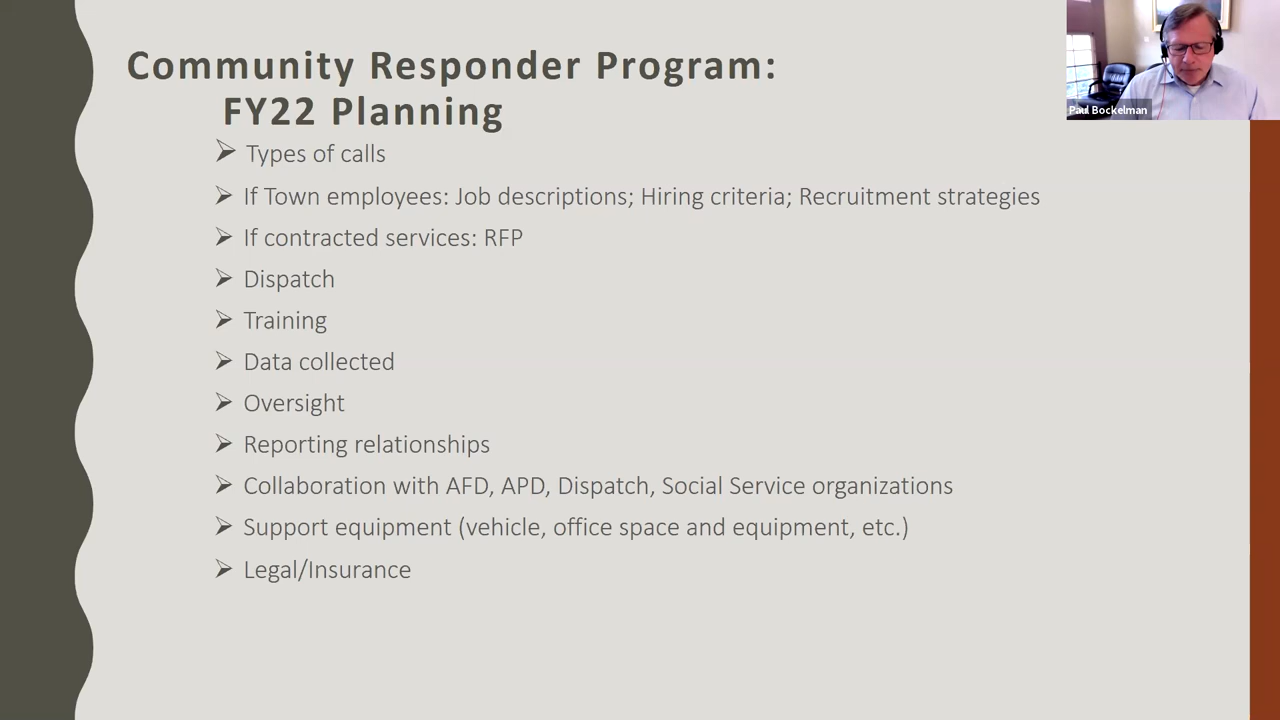 Community Responder Program:
FY22 Planning
Types of calls
If Town employees: Job descriptions; Hiring criteria; Recruitment strategies
If contracted services: RFP
Dispatch
Training
Data collected
Oversight
Reporting relationships
Collaboration with AFD, APD, Dispatch, Social Service organizations
Support equipment (vehicle, office space and equipment, etc.)
Legal/Insurance
Paul Bockelman